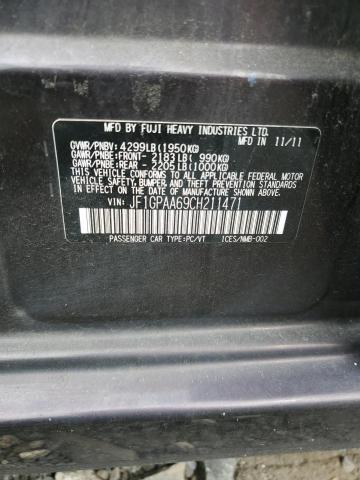 MFD BY FUJI HEAVY INDUSTRIES LTD.
MFD IN 11/11
GVWR/PNBV: 4299LB(1950KG)
GAWR/PNBE:FRONT- 2183LB( 990KG)
GAWR/PNBE:REAR - 2205LB(1000KG)
THIS VEHICLE CONFORMS TO ALL APPLICABLE FEDERAL MOTOR
VEHICLE SAFETY, BUMPER, AND THEFT PREVENTION STANDARDS
IN EFFECT ON THE DATE OF MANUFACTURE SHOWN ABOVE.
VIN: JF1GPAA69CH211471
PASSENGER CAR TYPE:PC/VT ICES/NMB-002